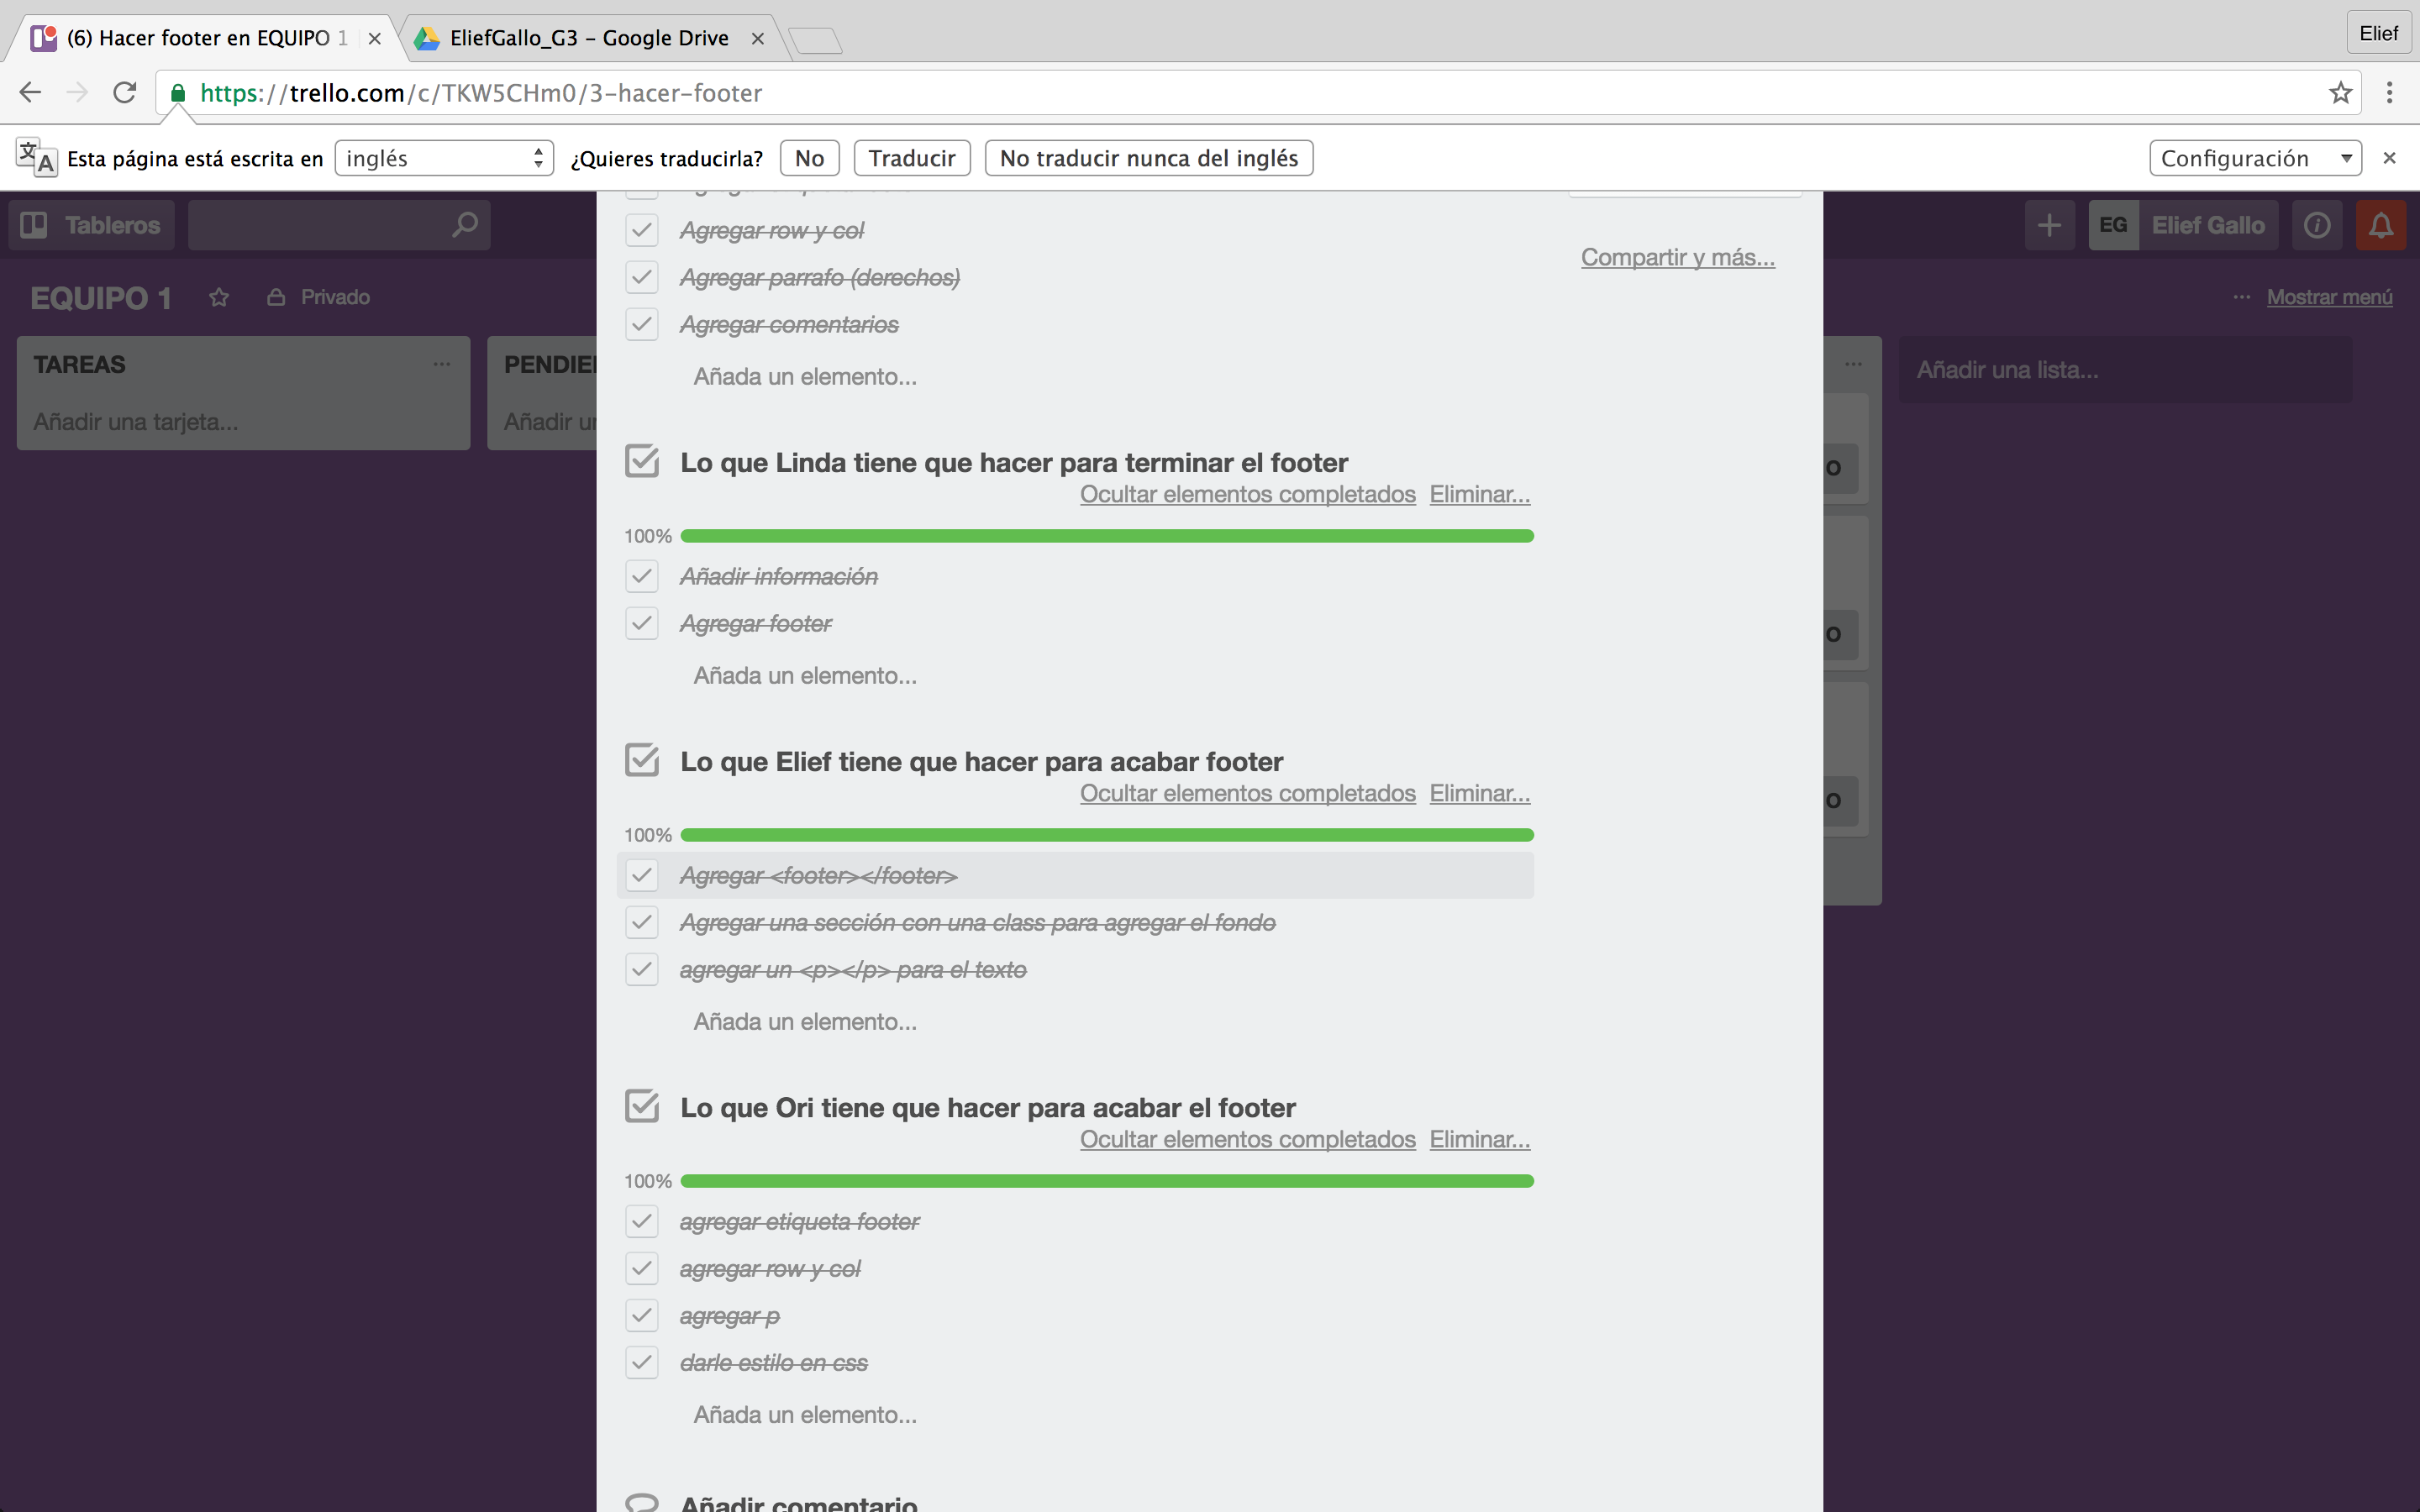 (6) Hacer footer en EQUIPO 1
EliefGallo_G3 – Google Drive
Elief
https://trello.com/c/TKW5CHm0/3-hacer-footer
Esta página está escrita en inglés ¿Quieres traducirla? No Traducir No traducir nunca del inglés Configuración
Tableros
EG Elief Gallo
EQUIPO 1 Privado
... Mostrar menú
TAREAS ...
Añadir una tarjeta...
Añadir una lista...
Compartir y más...
Agregar row y col
Agregar parrafo (derechos)
Agregar comentarios
Añada un elemento...
Lo que Linda tiene que hacer para terminar el footer
Ocultar elementos completados Eliminar...
100%
Añadir información
Agregar footer
Añada un elemento...
Lo que Elief tiene que hacer para acabar footer
Ocultar elementos completados Eliminar...
100%
Agregar <footer></footer>
Agregar una sección con una class para agregar el fondo
agregar un <p></p> para el texto
Añada un elemento...
Lo que Ori tiene que hacer para acabar el footer
Ocultar elementos completados Eliminar...
100%
agregar etiqueta footer
agregar row y col
agregar p
darle estilo en css
Añada un elemento...
Añadir comentario